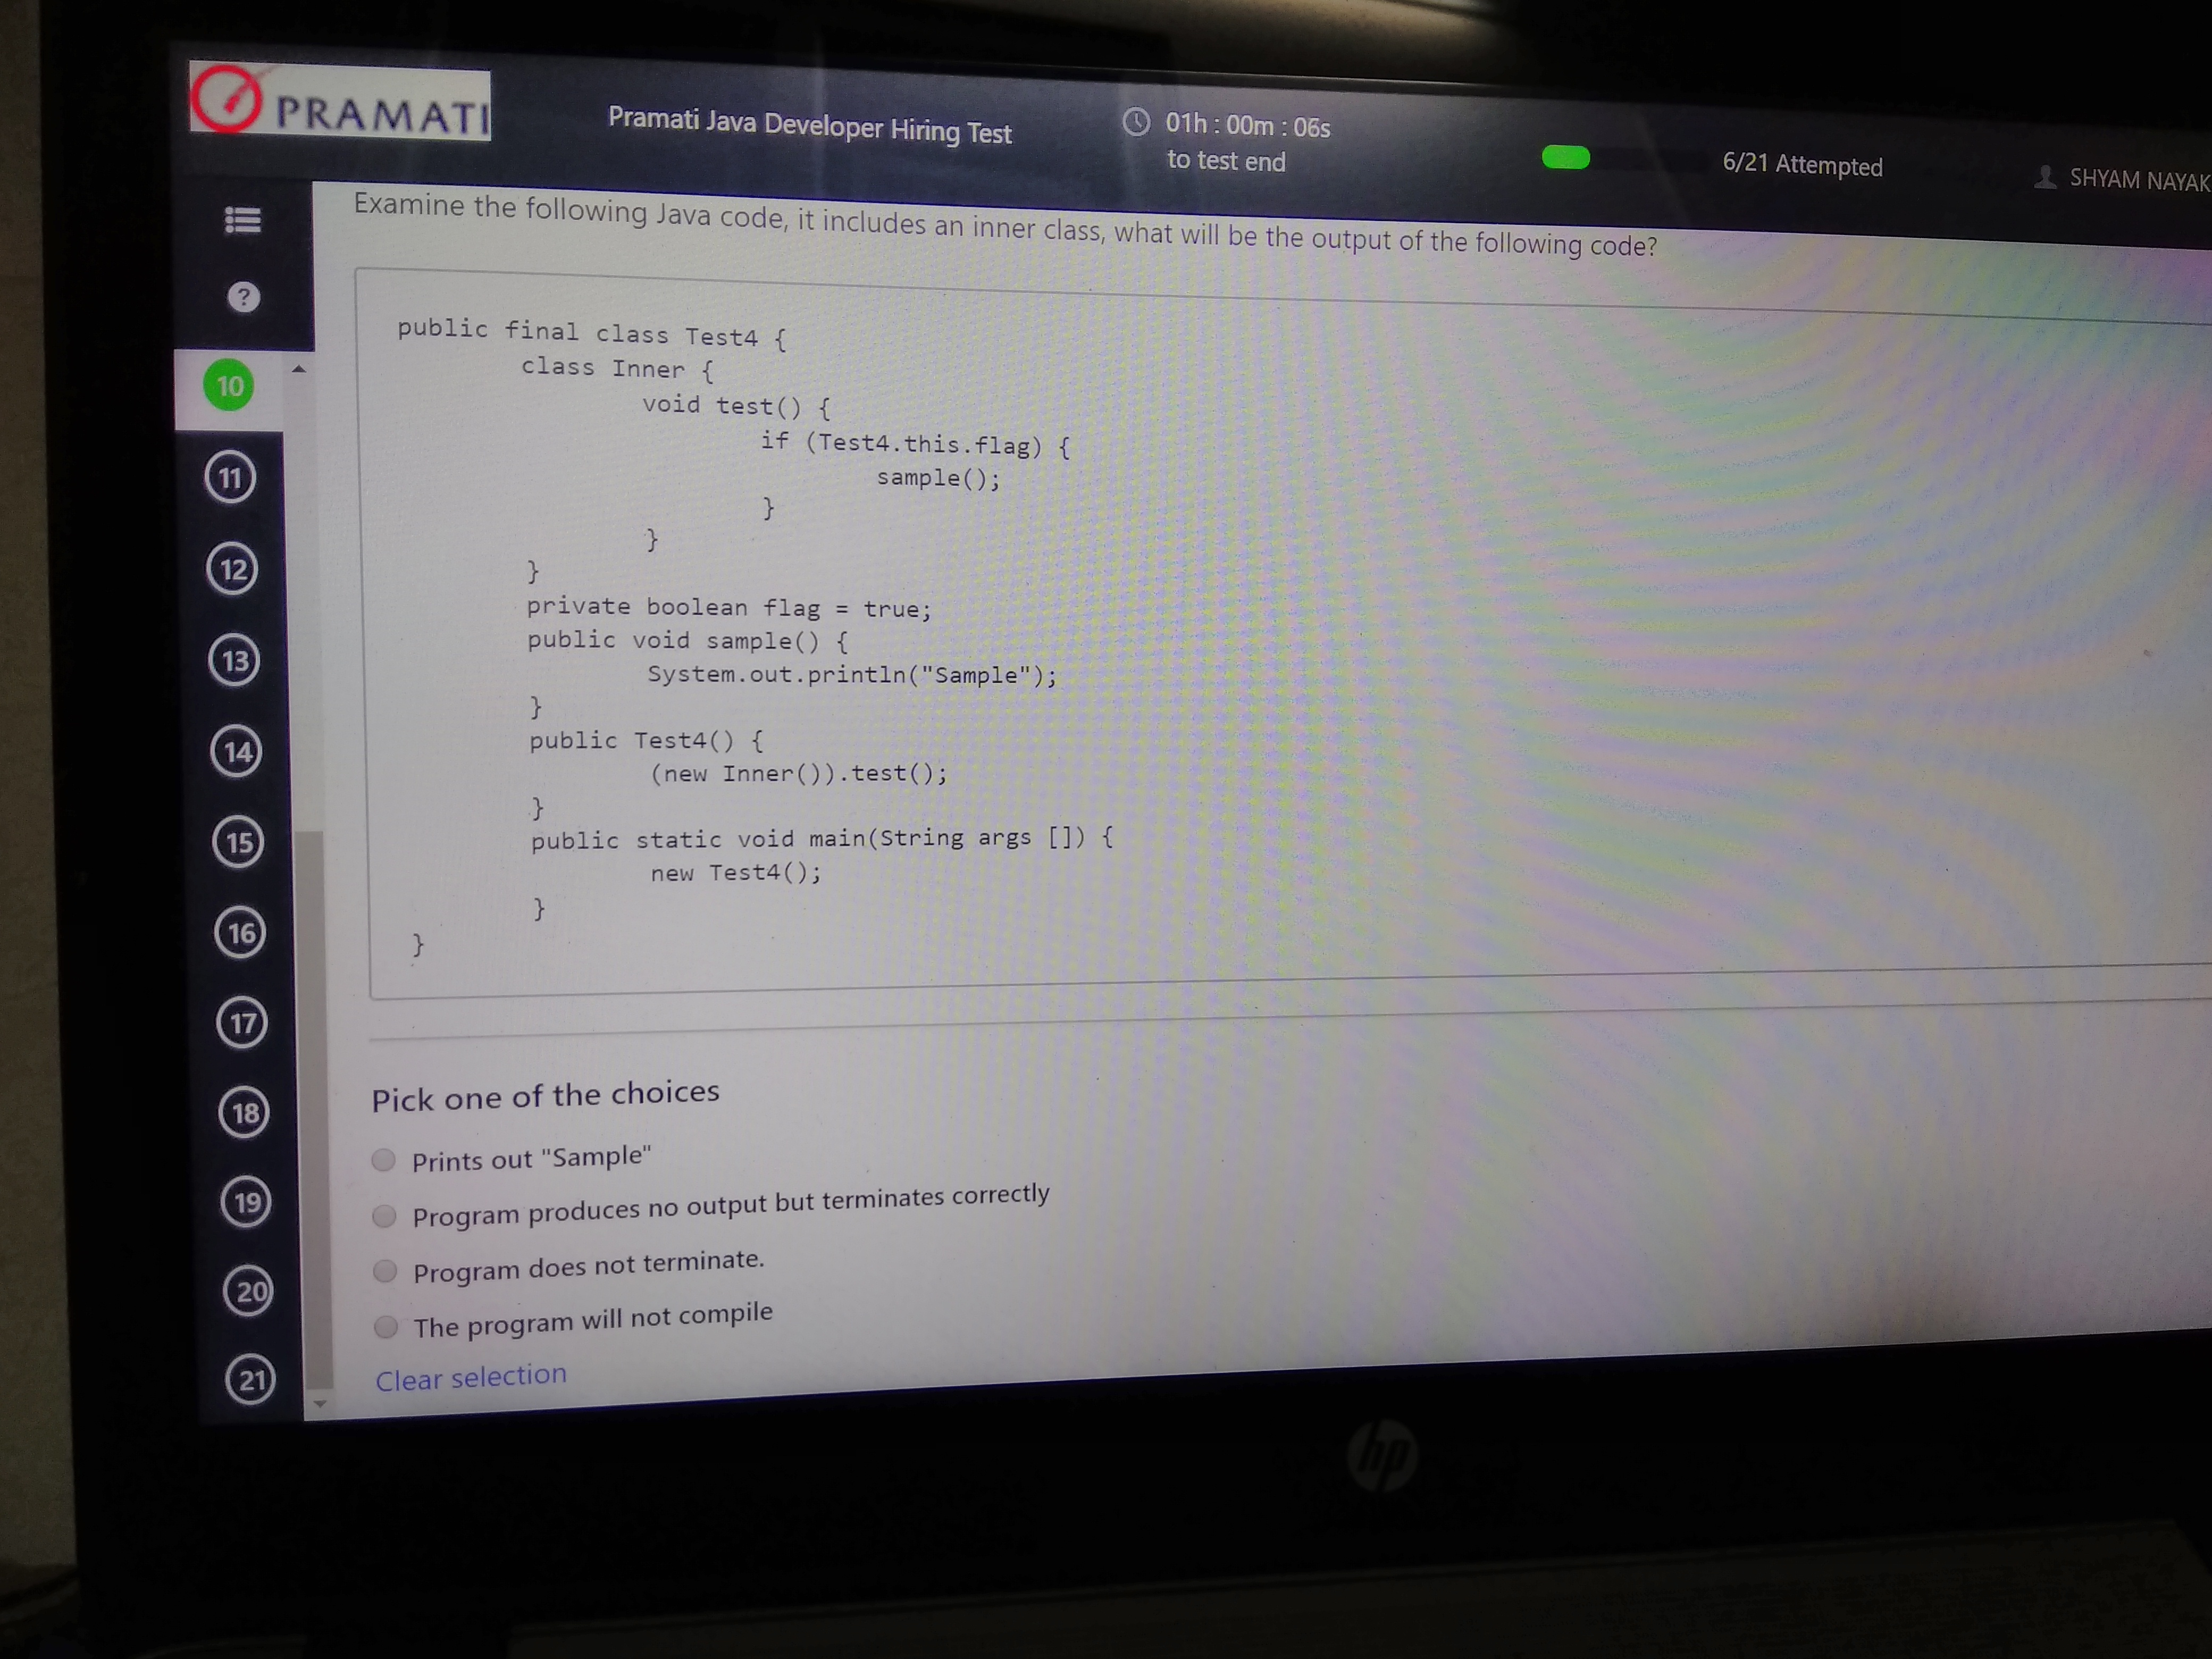 PRAMATI
Pramati Java Developer Hiring Test
01h : 00m : 06s
to test end
6/21 Attempted
SHYAM NAYAK
Examine the following Java code, it includes an inner class, what will be the output of the following code?
?
10
11
12
13
14
15
16
17
18
19
20
21
public final class Test4 {
class Inner {
void test() {
if (Test4.this.flag) {
sample();
}
}
}
private boolean flag = true;
public void sample() {
System.out.println("Sample");
}
public Test4() {
(new Inner()).test();
}
public static void main(String args []) {
new Test4();
}
}
Pick one of the choices
Prints out "Sample"
Program produces no output but terminates correctly
Program does not terminate.
The program will not compile
Clear selection
hp